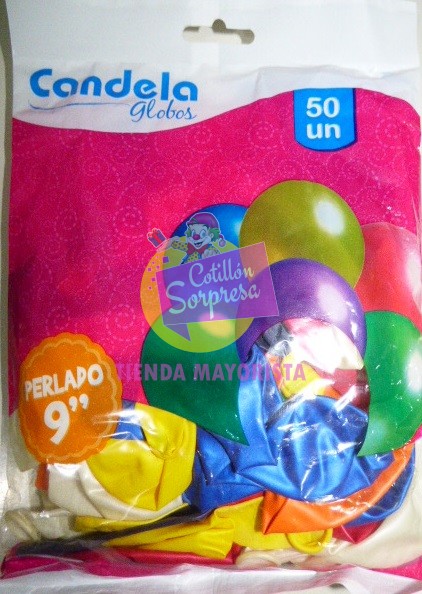 Candela
globos
50
un
Cotillón
Sorpresa
TIENDA MAYORISTA
PERLADO
9”